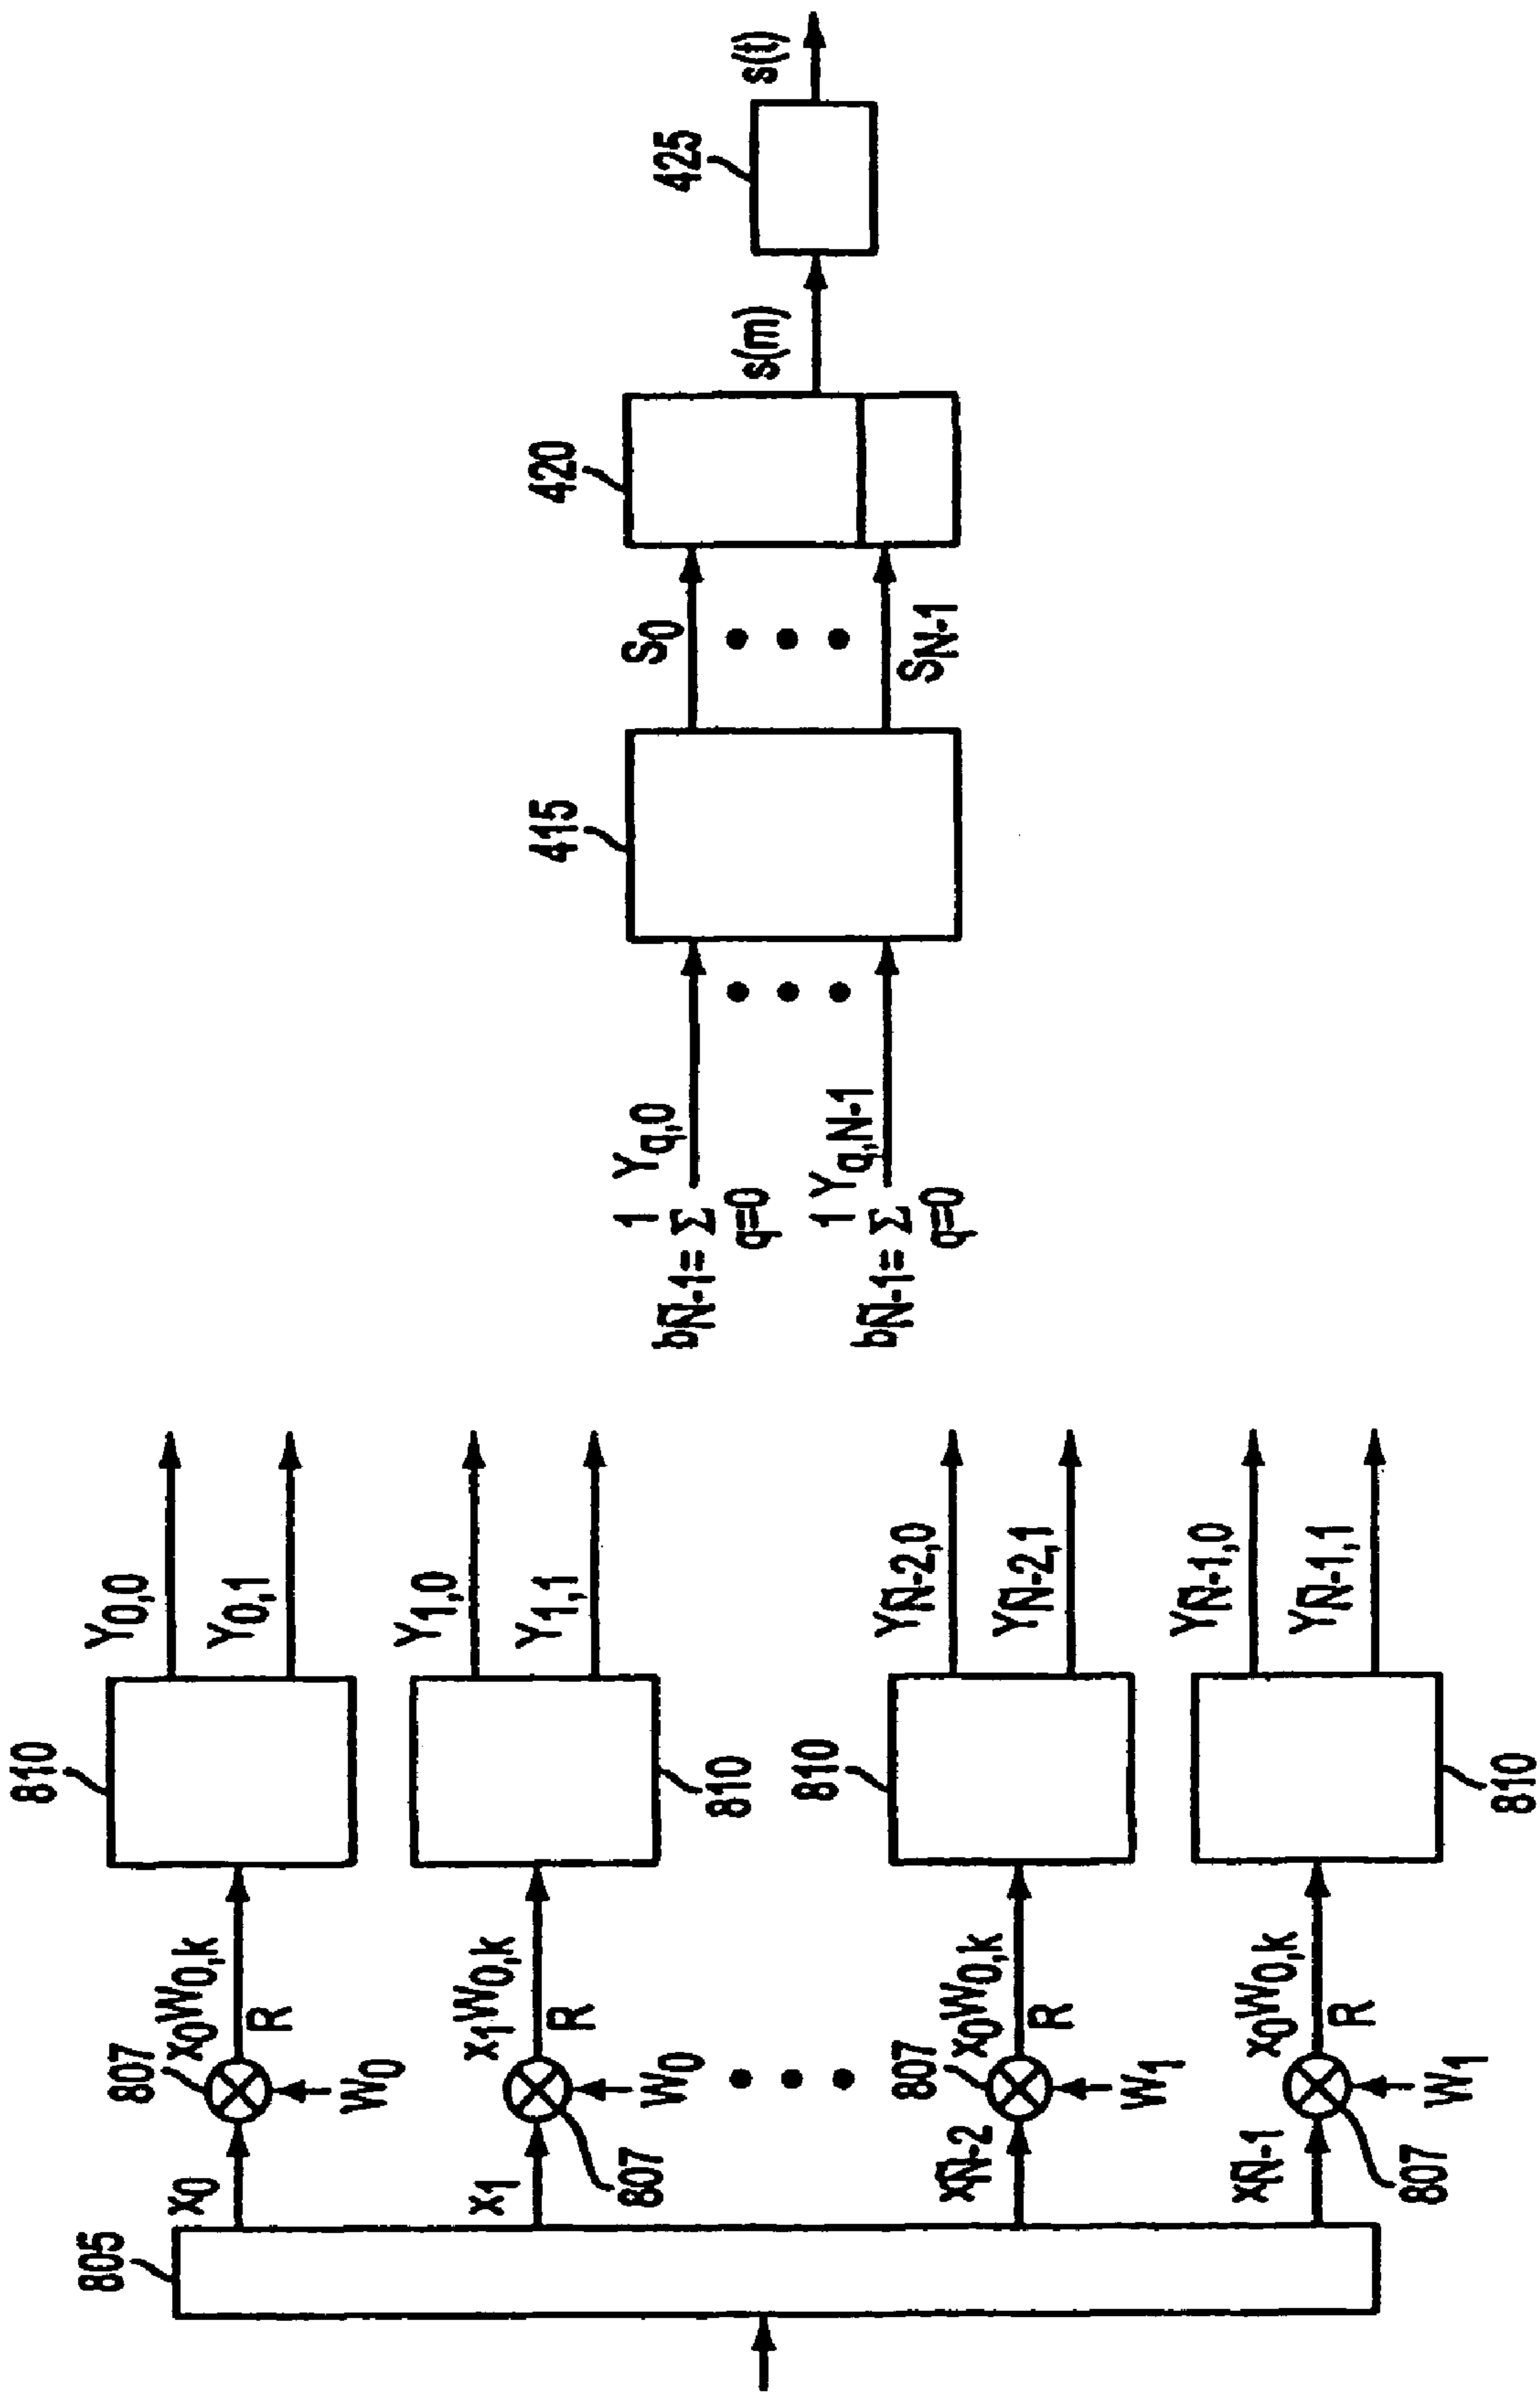 805
x0
807
W0
x0W0,k
R
810
Y0,0
Y0,1
x1
807
W0
x1W0,k
R
810
Y1,0
Y1,1
xN-2
807
W1
x0W0,k
R
810
YN-2,0
YN-2,1
xN-1
807
W1
x0W0,k
R
810
YN-1,0
YN-1,1
bN-1= 1 Σ q=0 Yq,0
bN-1= 1 Σ q=0 Yq,N-1
415
S0
SN-1
420
s(m)
425
s(t)